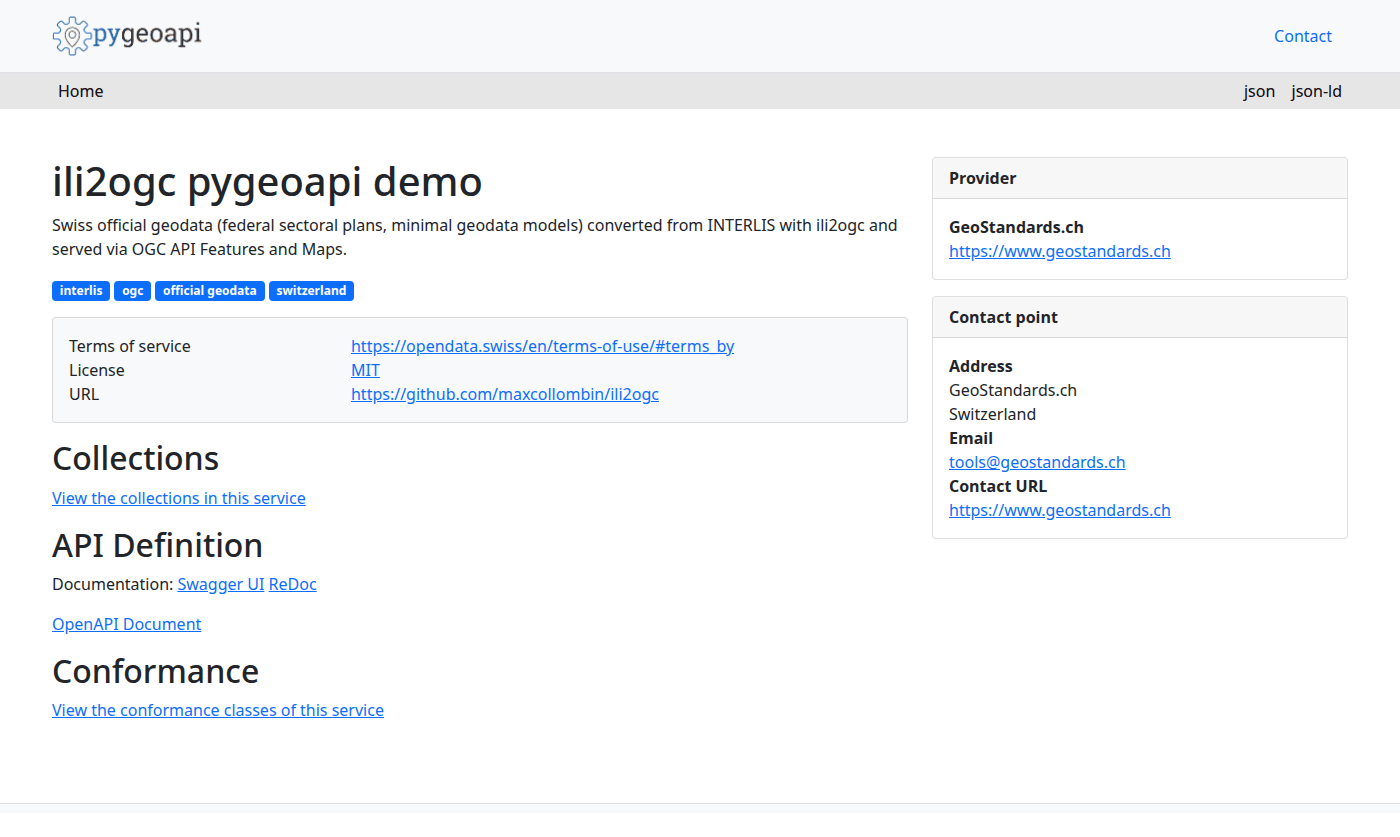 pygeoapi
Contact
Home
json json-ld
ili2ogc pygeoapi demo
Swiss official geodata (federal sectoral plans, minimal geodata models) converted from INTERLIS with ili2ogc and
served via OGC API Features and Maps.
interlis ogc official geodata switzerland
Terms of service https://opendata.swiss/en/terms-of-use/#terms_by
License MIT
URL https://github.com/maxcollombin/ili2ogc
Collections
View the collections in this service
API Definition
Documentation: Swagger UI ReDoc
OpenAPI Document
Conformance
View the conformance classes of this service
Provider
GeoStandards.ch
https://www.geostandards.ch
Contact point
Address
GeoStandards.ch
Switzerland
Email
tools@geostandards.ch
Contact URL
https://www.geostandards.ch